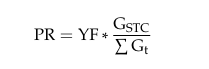 PR = YF * G_STC / ∑ G_t